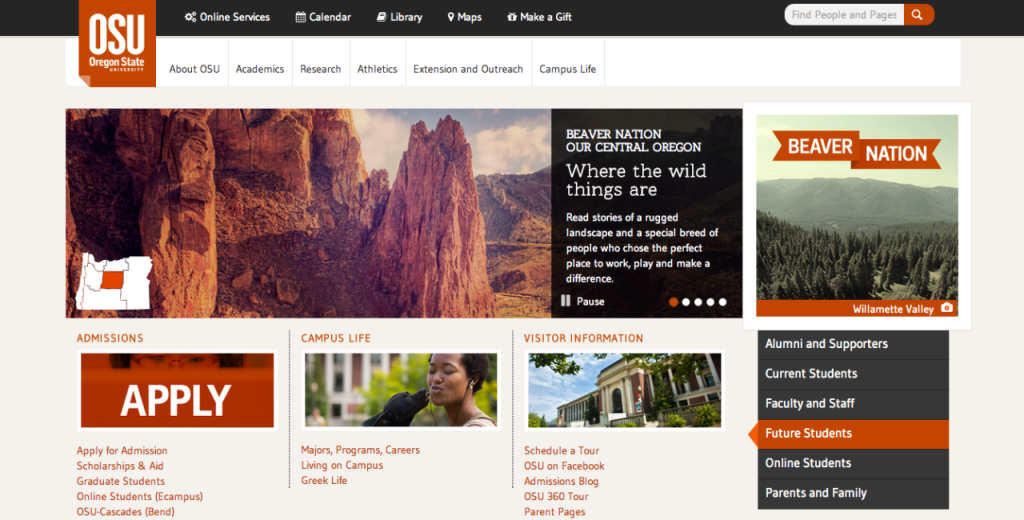 Online Services
Calendar
Library
Maps
Make a Gift
Find People and Pages
OSU
Oregon State
UNIVERSITY
About OSU
Academics
Research
Athletics
Extension and Outreach
Campus Life
BEAVER NATION
OUR CENTRAL OREGON
Where the wild
things are
Read stories of a rugged
landscape and a special breed of
people who chose the perfect
place to work, play and make a
difference.
Pause
BEAVER
NATION
Willamette Valley
ADMISSIONS
APPLY
Apply for Admission
Scholarships & Aid
Graduate Students
Online Students (Ecampus)
OSU-Cascades (Bend)
CAMPUS LIFE
Majors, Programs, Careers
Living on Campus
Greek Life
VISITOR INFORMATION
Schedule a Tour
OSU on Facebook
Admissions Blog
OSU 360 Tour
Parent Pages
Alumni and Supporters
Current Students
Faculty and Staff
Future Students
Online Students
Parents and Family